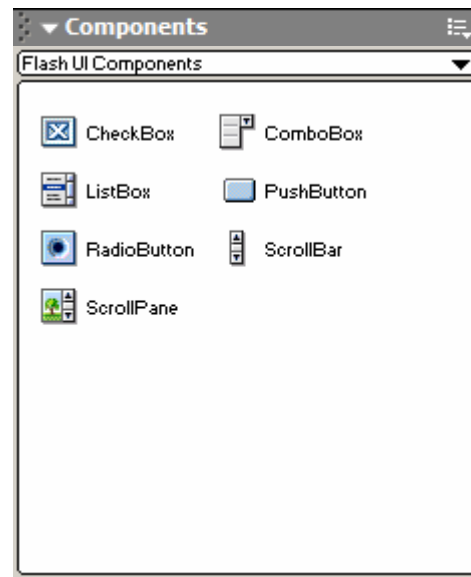 Components
Flash UI Components
CheckBox ComboBox
ListBox PushButton
RadioButton ScrollBar
ScrollPane